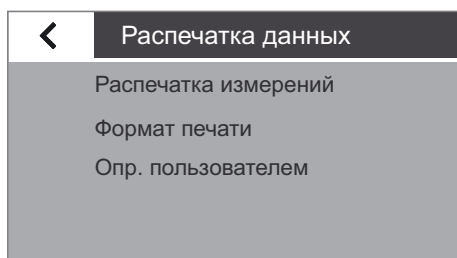 Распечатка данных
Распечатка измерений
Формат печати
Опр. пользователем